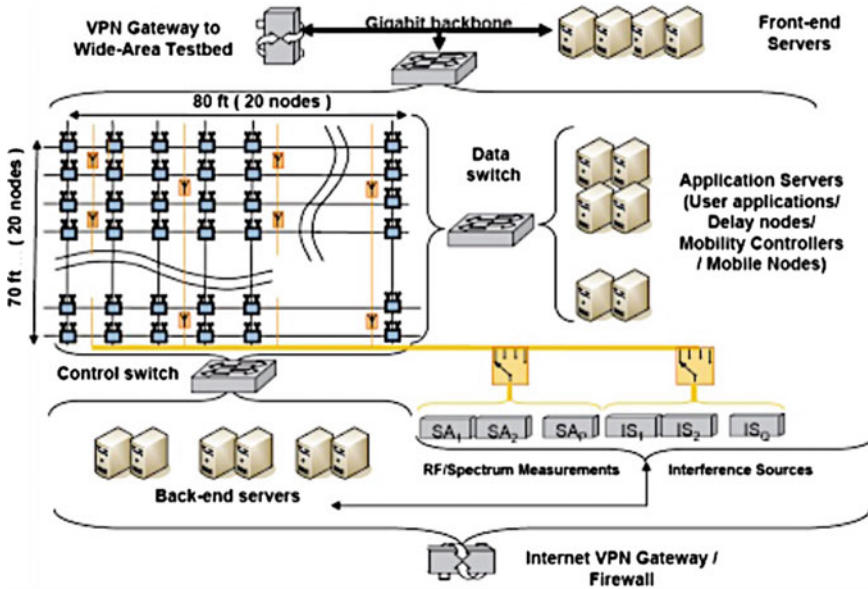 VPN Gateway to
Wide-Area Testbed
Gigabit backbone
Front-end
Servers
80 ft ( 20 nodes )
70 ft ... ( 20 nodes )
Data
switch
Application Servers
(User applications/
Delay nodes/
Mobility Controllers
/ Mobile Nodes)
Control switch
SA1
SA2
SAP
IS1
IS2
ISQ
RF/Spectrum Measurements
Interference Sources
Back-end servers
Internet VPN Gateway /
Firewall